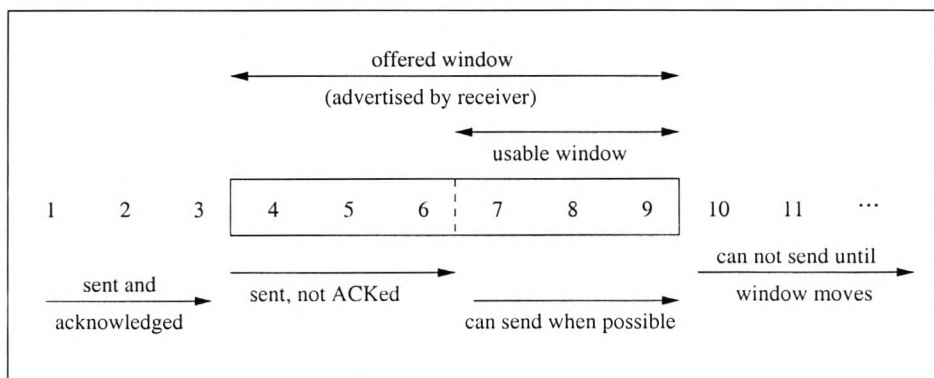 offered window
(advertised by receiver)
usable window
1 2 3 4 5 6 7 8 9 10 11 ...
sent and
acknowledged
sent, not ACKed
can send when possible
can not send until
window moves